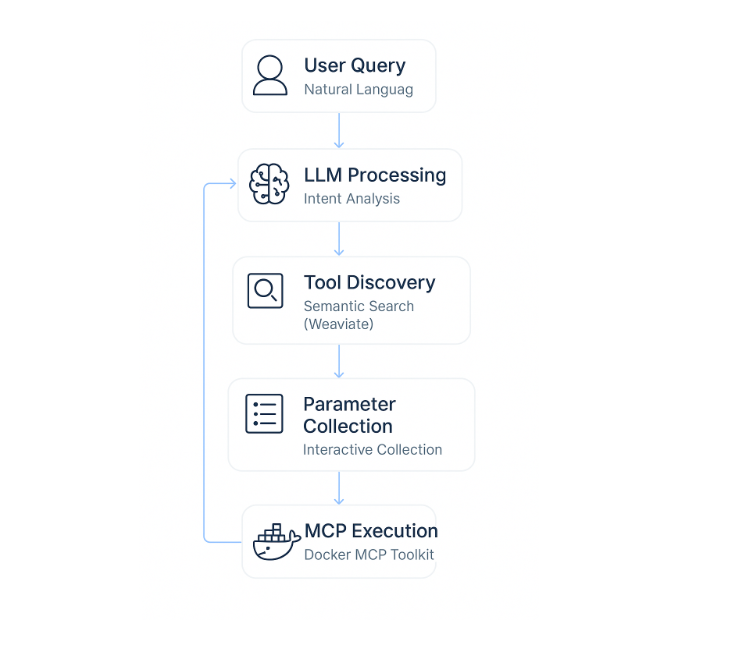 User Query
Natural Languag
LLM Processing
Intent Analysis
Tool Discovery
Semantic Search
(Weaviate)
Parameter
Collection
Interactive Collection
MCP Execution
Docker MCP Toolkit